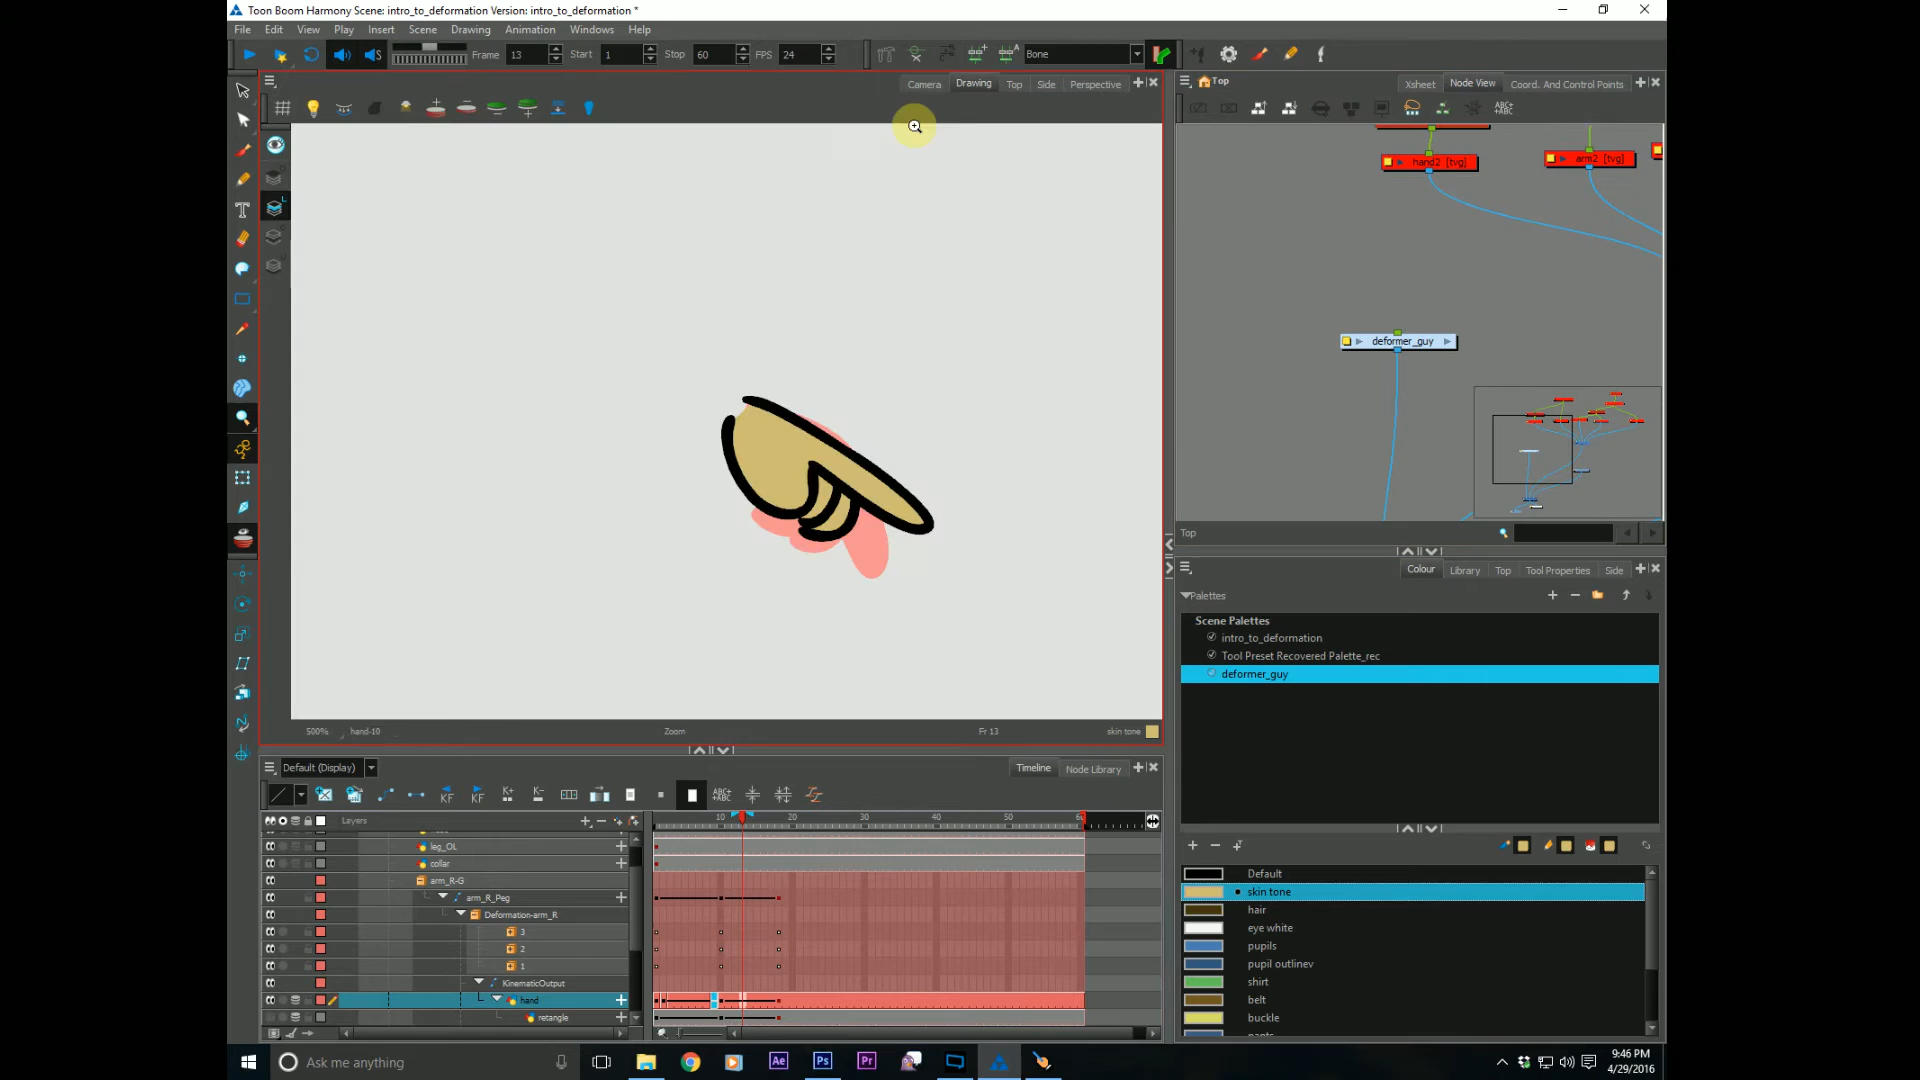 Toon Boom Harmony Scene: intro_to_deformation Version: intro_to_deformation *
File Edit View Play Insert Scene Drawing Animation Windows Help
Frame 13 Start 1 Stop 60 FPS 24 Bone
Camera Drawing Top Side Perspective
Top Xsheet Node View Coord. And Control Points
hand2 [tvg] arm2 [tvg]
deformer_guy
Top
500% hand-10 Zoom Fr 13 skin tone
Colour Library Top Tool Properties Side
Palettes
Scene Palettes
intro_to_deformation
Tool Preset Recovered Palette_rec
deformer_guy
Default (Display) Timeline Node Library
Layers 10 20 30 40 50
leg_OL
collar
arm_R-G
arm_R_Peg
Deformation-arm_R
3
2
1
KinematicOutput
hand
retangle
Default
skin tone
hair
eye white
pupils
pupil outlinev
shirt
belt
buckle
Ask me anything
Ae Ps Pr
9:46 PM
4/29/2016